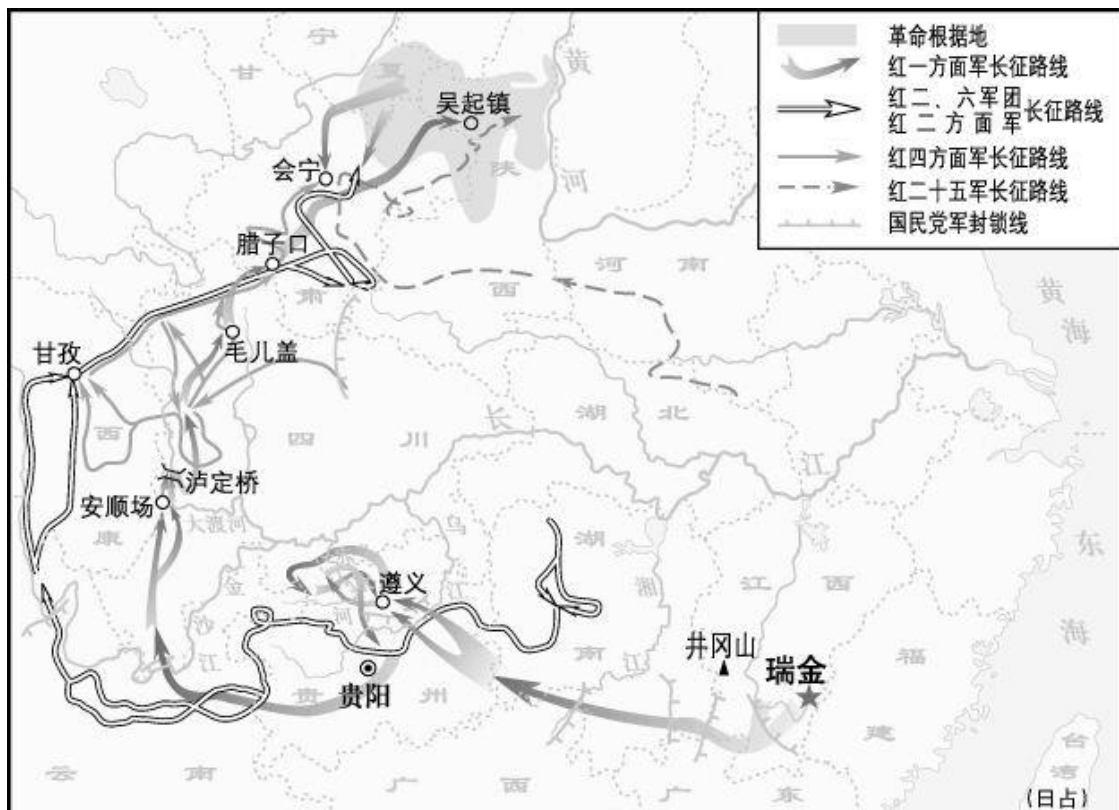 革命根据地
红一方面军长征路线
红二、六军团
红二方面军
长征路线
红四方面军长征路线
红二十五军长征路线
国民党军封锁线
宁
夏
甘
肃
黄
河
陕
西
吴起镇
会宁
腊子口
河南
黄
海
毛儿盖
甘孜
西
康
四川
长
江
湖北
泸定桥
安顺场
大渡河
乌
江
湖
南
湘
江
江西
东
海
金
沙
江
遵义
河
井冈山
瑞金
福
建
贵阳
贵州
云南
广西
广东
台
湾
(日占)